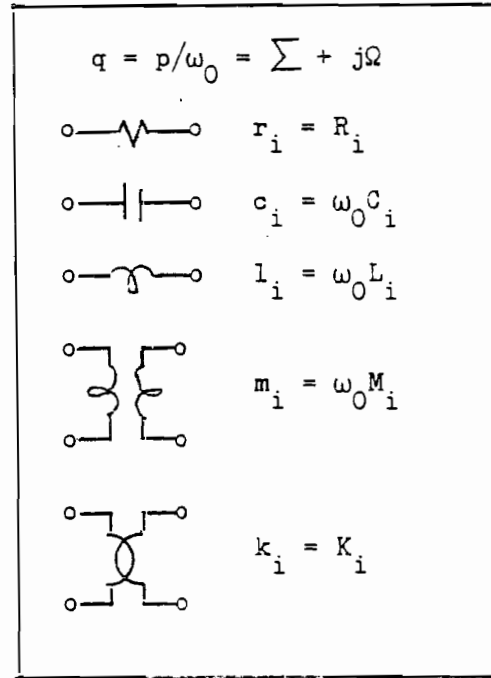 q = p/ω₀ = ∑ + jΩ
rᵢ = Rᵢ
cᵢ = ω₀Cᵢ
lᵢ = ω₀Lᵢ
mᵢ = ω₀Mᵢ
kᵢ = Kᵢ